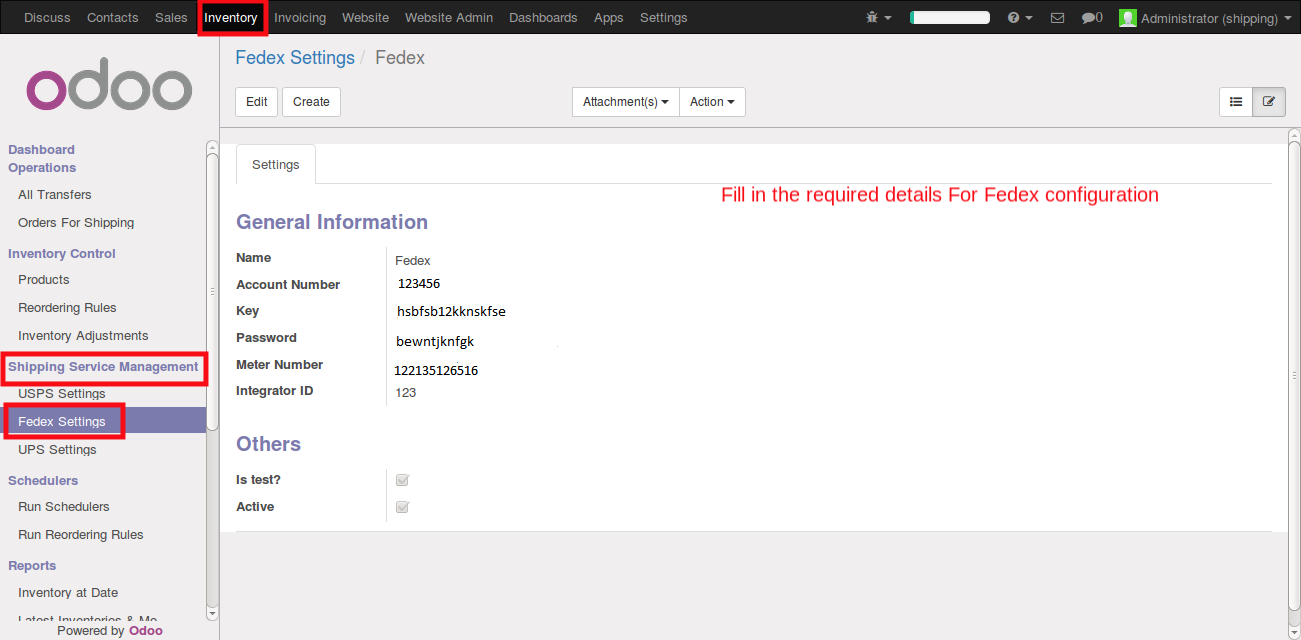 Discuss Contacts Sales Inventory Invoicing Website Website Admin Dashboards Apps Settings 0 Administrator (shipping)
odoo
Fedex Settings / Fedex
Edit Create Attachment(s) Action
Dashboard
Operations
All Transfers
Orders For Shipping
Inventory Control
Products
Reordering Rules
Inventory Adjustments
Shipping Service Management
USPS Settings
Fedex Settings
UPS Settings
Schedulers
Run Schedulers
Run Reordering Rules
Reports
Inventory at Date
Latest Inventories & Mo
Powered by Odoo
Settings
Fill in the required details For Fedex configuration
General Information
Name Fedex
Account Number 123456
Key hsbfsb12kknskfse
Password bewntjknfgk
Meter Number 122135126516
Integrator ID 123
Others
Is test?
Active